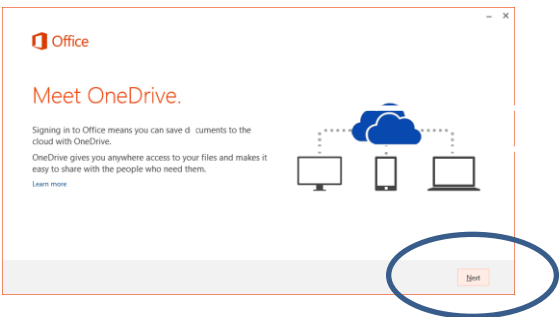 Office
Meet OneDrive.
Signing in to Office means you can save d cuments to the
cloud with OneDrive.
OneDrive gives you anywhere access to your files and makes it
easy to share with the people who need them.
Learn more
Next